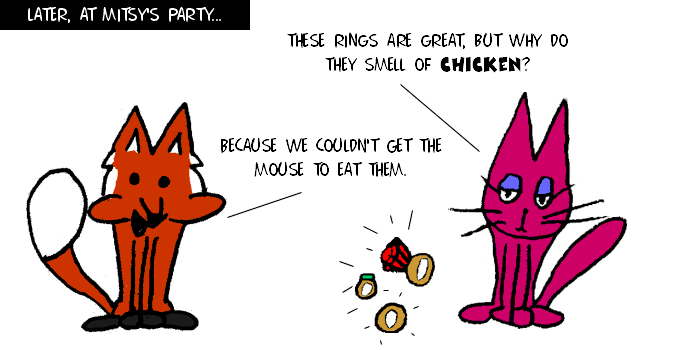 LATER, AT MITSY'S PARTY...
THESE RINGS ARE GREAT, BUT WHY DO
THEY SMELL OF CHICKEN?
BECAUSE WE COULDN'T GET THE
MOUSE TO EAT THEM.